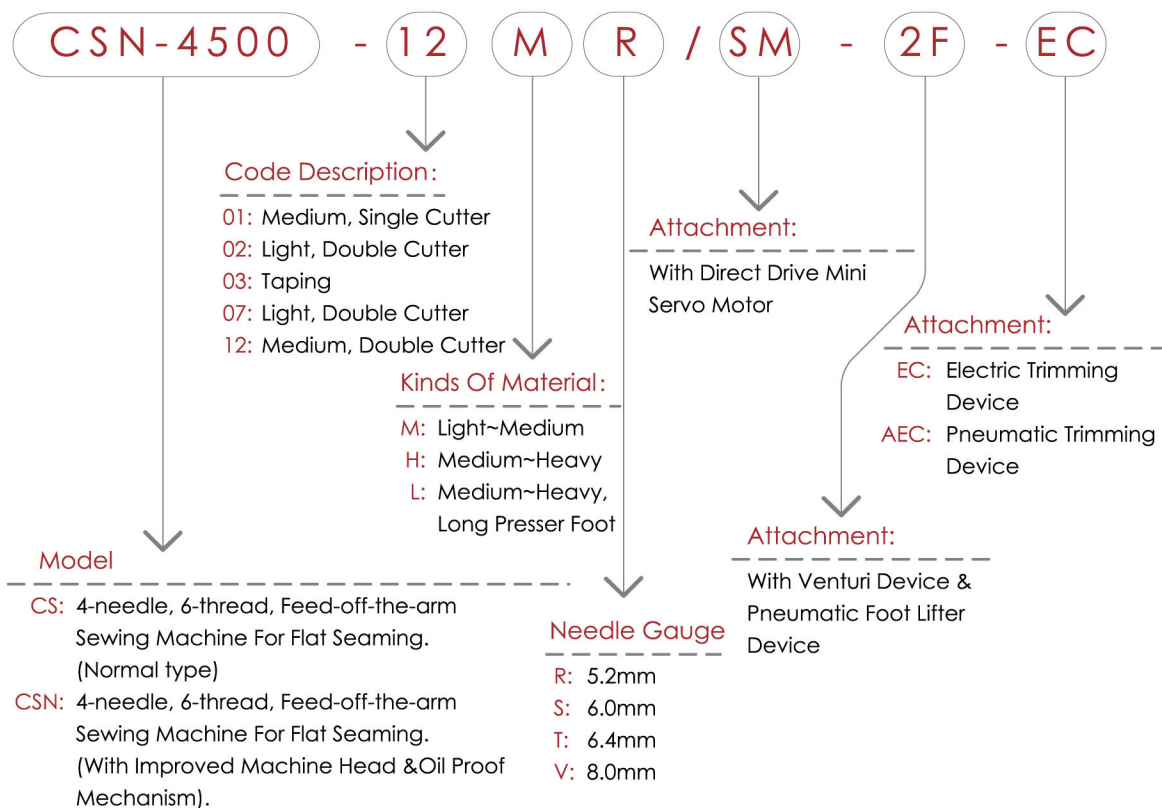 CSN-4500 - 12 M R / SM - 2F - EC
Code Description:
01: Medium, Single Cutter
02: Light, Double Cutter
03: Taping
07: Light, Double Cutter
12: Medium, Double Cutter
Kinds Of Material:
M: Light~Medium
H: Medium~Heavy
L: Medium~Heavy,
Long Presser Foot
Attachment:
With Direct Drive Mini
Servo Motor
Attachment:
EC: Electric Trimming
Device
AEC: Pneumatic Trimming
Device
Attachment:
With Venturi Device &
Pneumatic Foot Lifter
Device
Model
CS: 4-needle, 6-thread, Feed-off-the-arm
Sewing Machine For Flat Seaming.
(Normal type)
CSN: 4-needle, 6-thread, Feed-off-the-arm
Sewing Machine For Flat Seaming.
(With Improved Machine Head &Oil Proof
Mechanism).
Needle Gauge
R: 5.2mm
S: 6.0mm
T: 6.4mm
V: 8.0mm